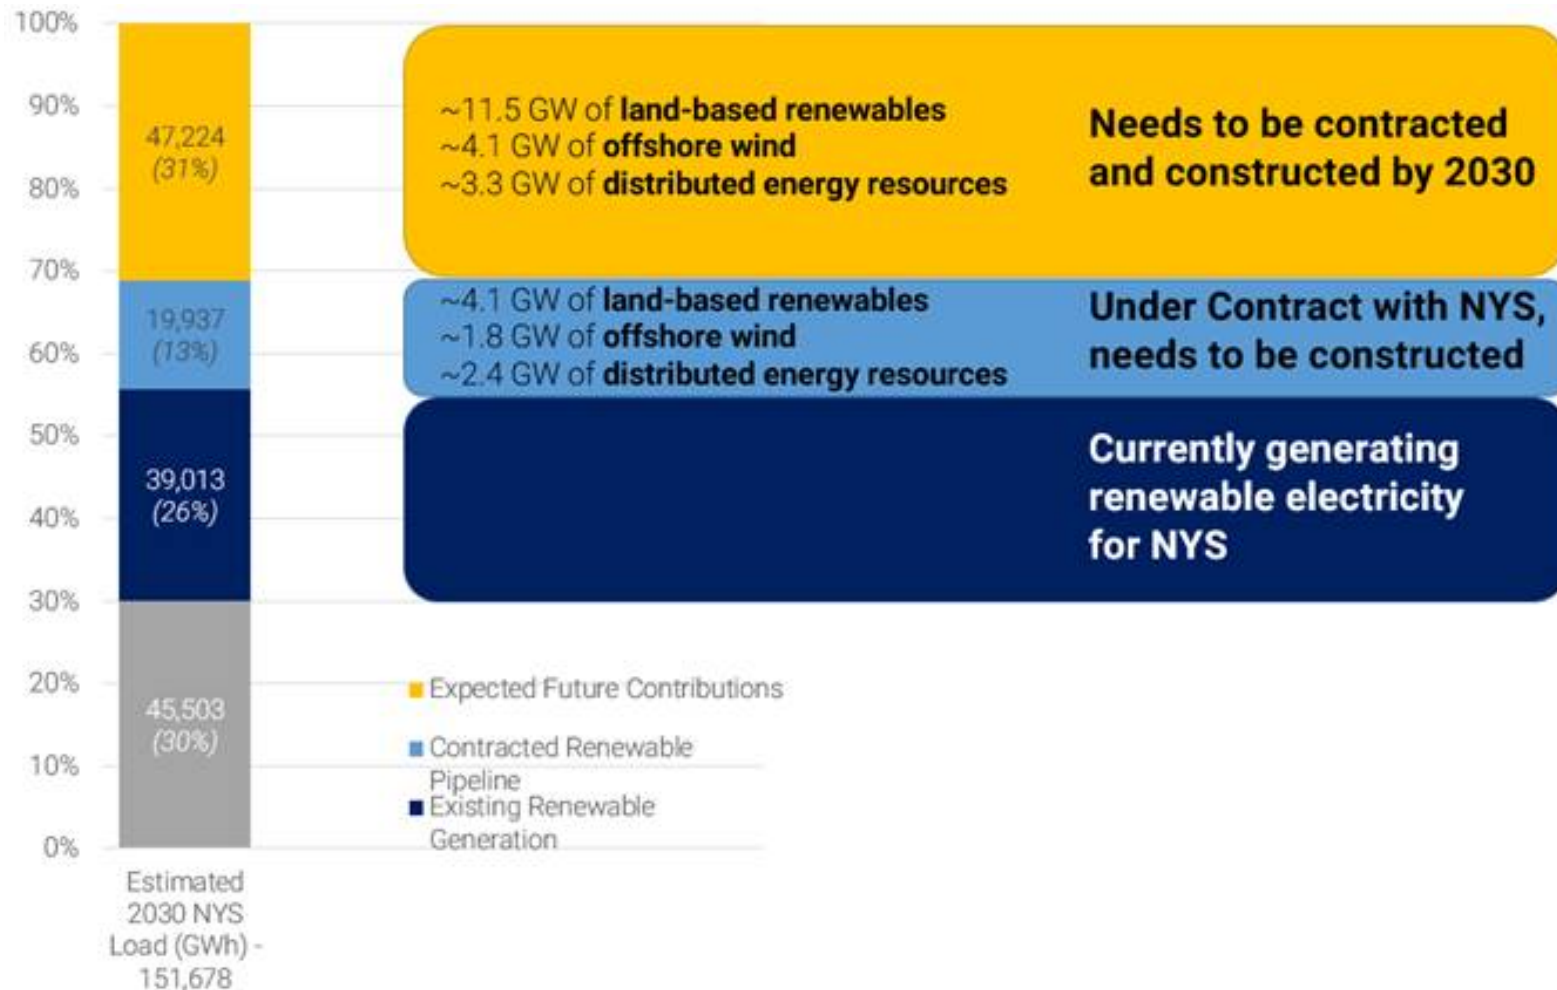 100%
90%
80%
70%
60%
50%
40%
30%
20%
10%
0%
47,224
(31%)
19,937
(13%)
39,013
(26%)
45,503
(30%)
Estimated
2030 NYS
Load (GWh) -
151,678
~11.5 GW of land-based renewables
~4.1 GW of offshore wind
~3.3 GW of distributed energy resources
Needs to be contracted
and constructed by 2030
~4.1 GW of land-based renewables
~1.8 GW of offshore wind
~2.4 GW of distributed energy resources
Under Contract with NYS,
needs to be constructed
Currently generating
renewable electricity
for NYS
Expected Future Contributions
Contracted Renewable
Pipeline
Existing Renewable
Generation